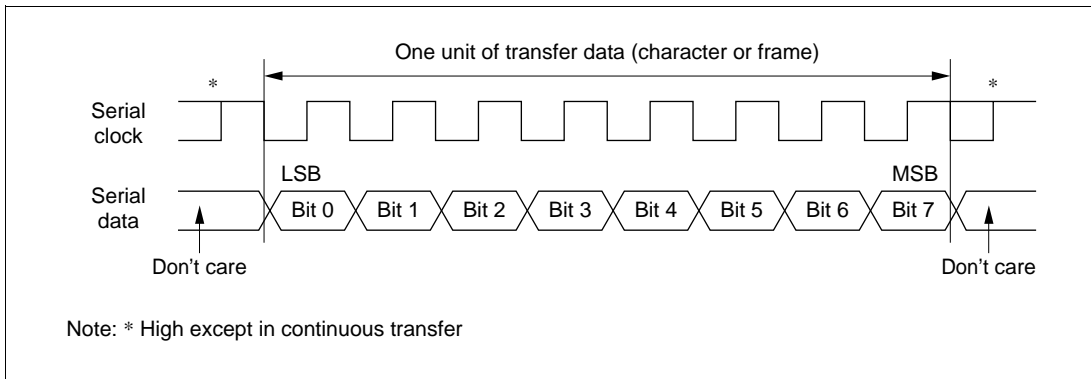 One unit of transfer data (character or frame)
* *
Serial
clock
LSB MSB
Serial
data
Bit 0 Bit 1 Bit 2 Bit 3 Bit 4 Bit 5 Bit 6 Bit 7
Don’t care Don’t care
Note: * High except in continuous transfer